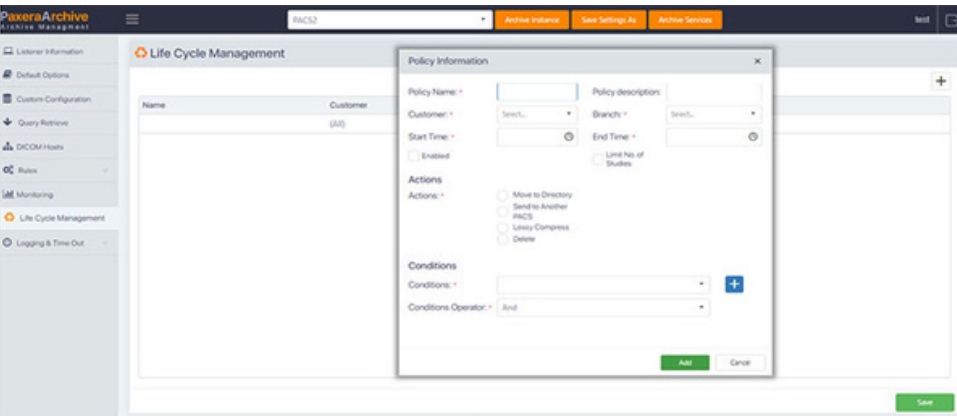 PaxeraArchive
Archive Managment
PACS2
Archive Instance
Save Settings As
Archive Services
test
Listener Information
Default Options
Custom Configuration
Query Retrieve
DICOM Hosts
Rules
Monitoring
Life Cycle Management
Logging & Time Out
Life Cycle Management
Name Customer
(All)
Policy Information ×
Policy Name: * Policy description:
Customer: * Select... Branch: * Select...
Start Time: * End Time: *
Enabled Limit No. of
Studies
Actions
Actions: * Move to Directory
Send to Another
PACS
Lossy Compress
Delete
Conditions
Conditions: *
Conditions Operator: * And
Add Cancel
Save